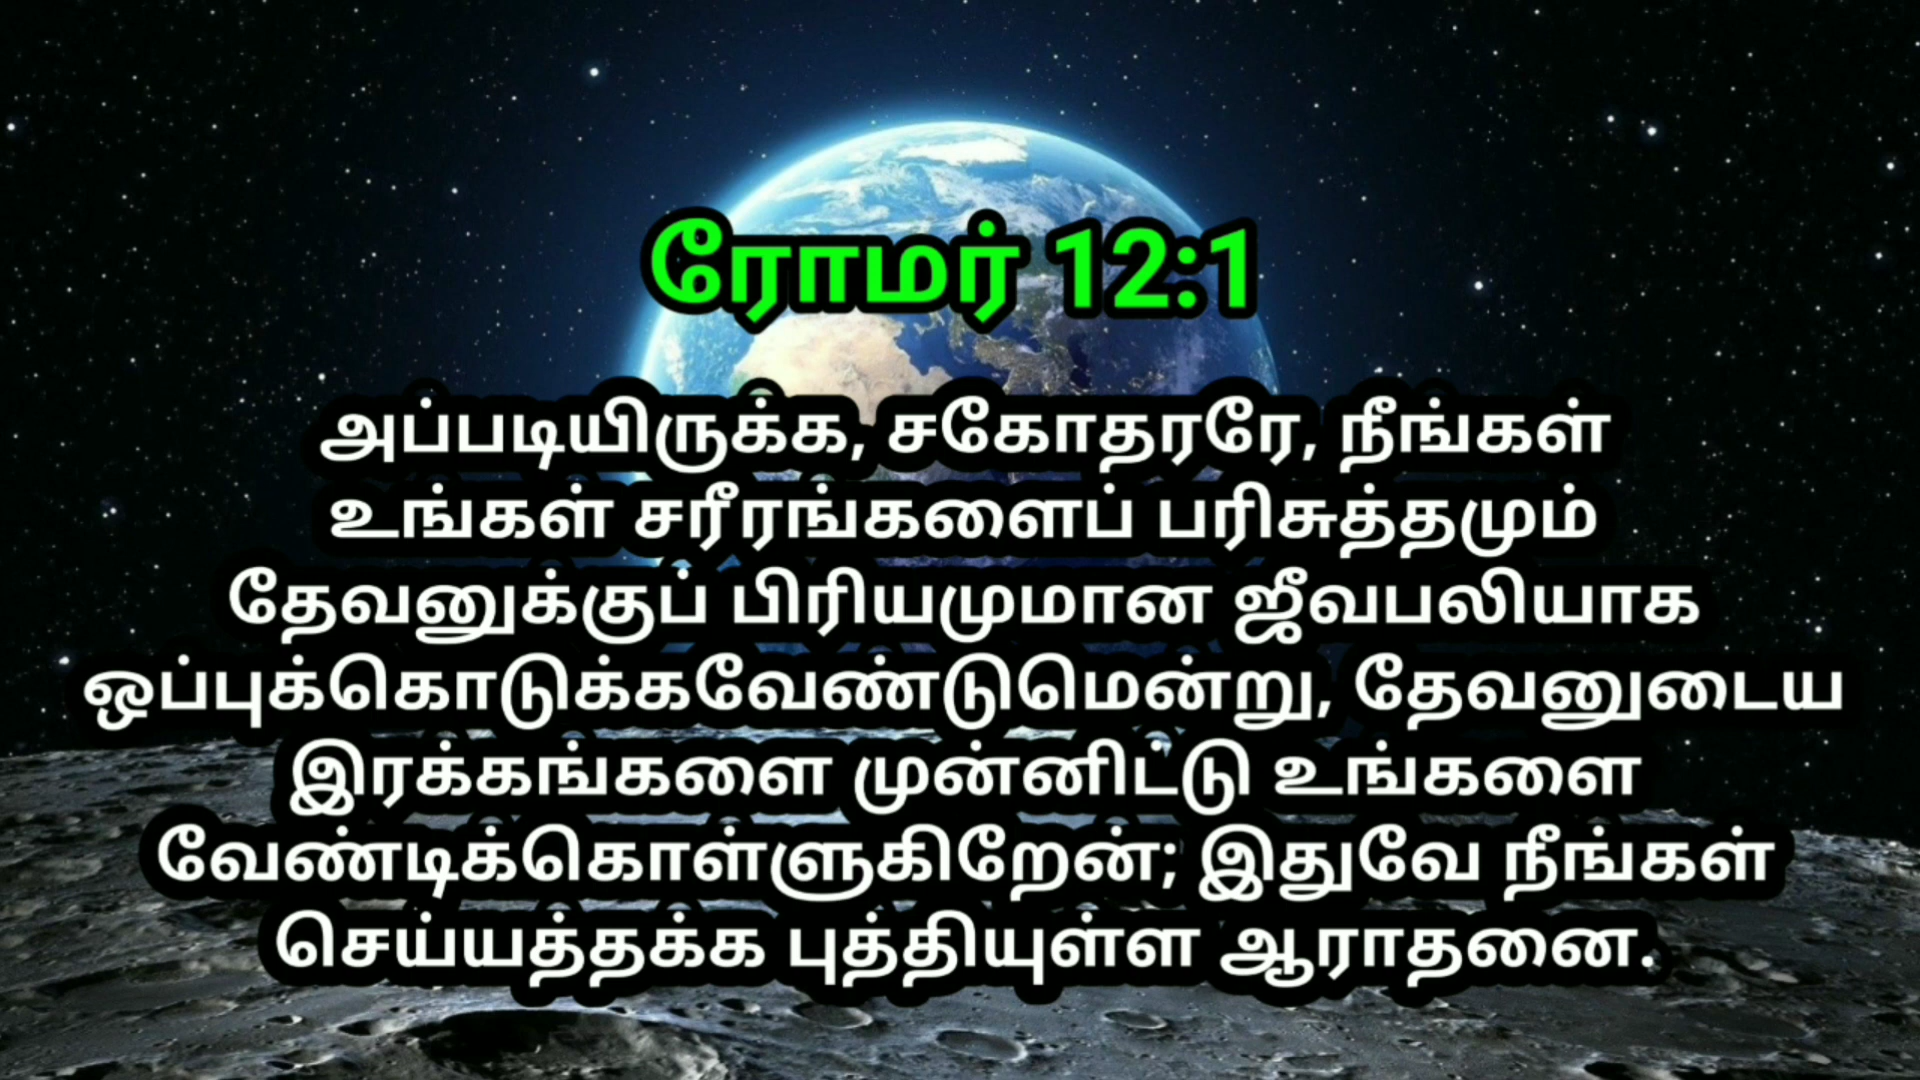 ரோமர் 12:1
அப்படியிருக்க, சகோதரரே, நீங்கள்
உங்கள் சரீரங்களைப் பரிசுத்தமும்
தேவனுக்குப் பிரியமுமான ஜீவபலியாக
ஒப்புக்கொடுக்கவேண்டுமென்று, தேவனுடைய
இரக்கங்களை முன்னிட்டு உங்களை
வேண்டிக்கொள்ளுகிறேன்; இதுவே நீங்கள்
செய்யத்தக்க புத்தியுள்ள ஆராதனை.